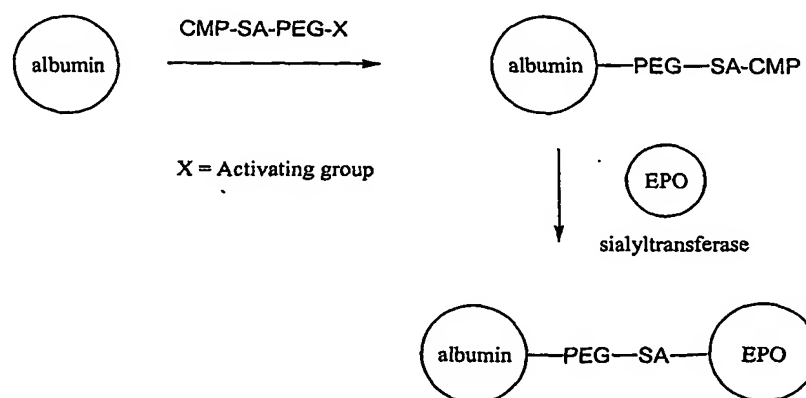 CMP-SA-PEG-X
albumin
albumin PEG SA-CMP
X = Activating group
EPO
sialyltransferase
albumin PEG SA EPO